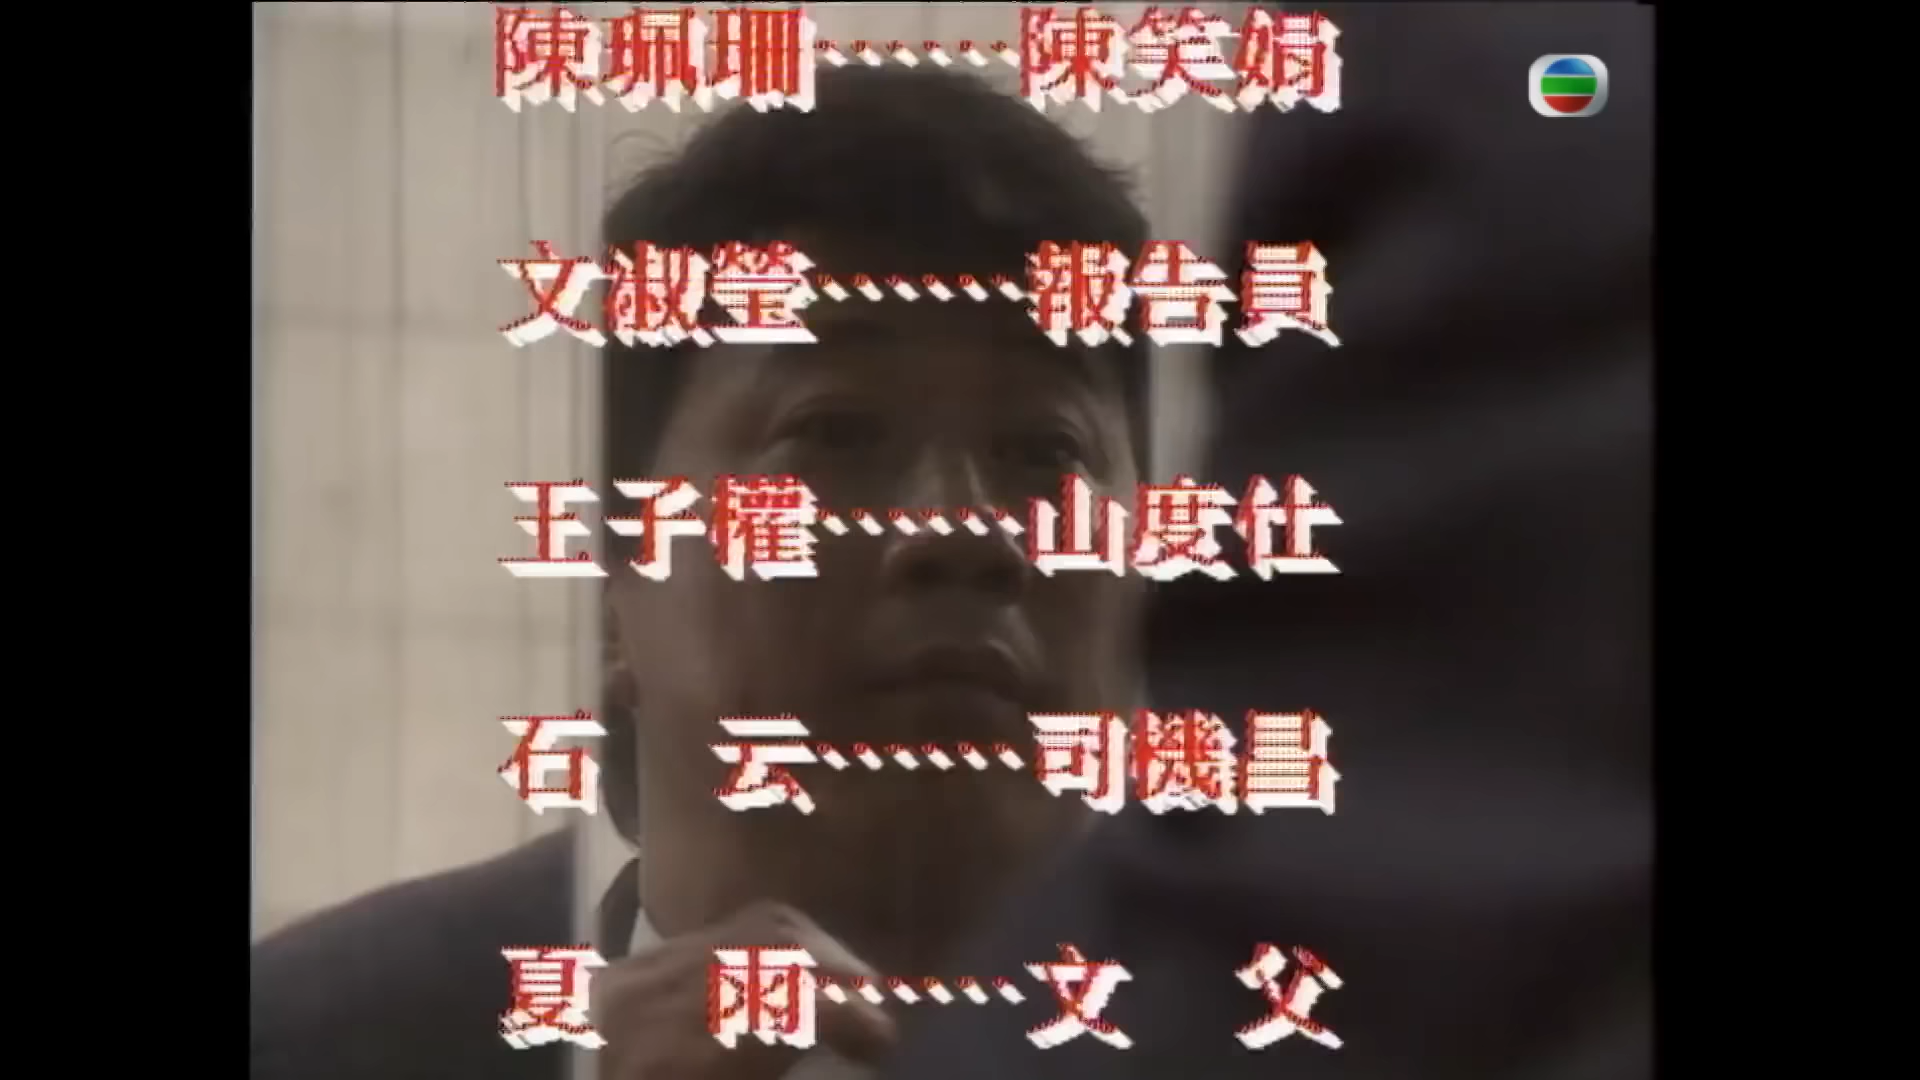 陳珮珊⋯⋯陳笑娟
文淑瑩⋯⋯報告員
王子權⋯⋯山度仕
石　云⋯⋯司機昌
夏　雨⋯⋯文　父